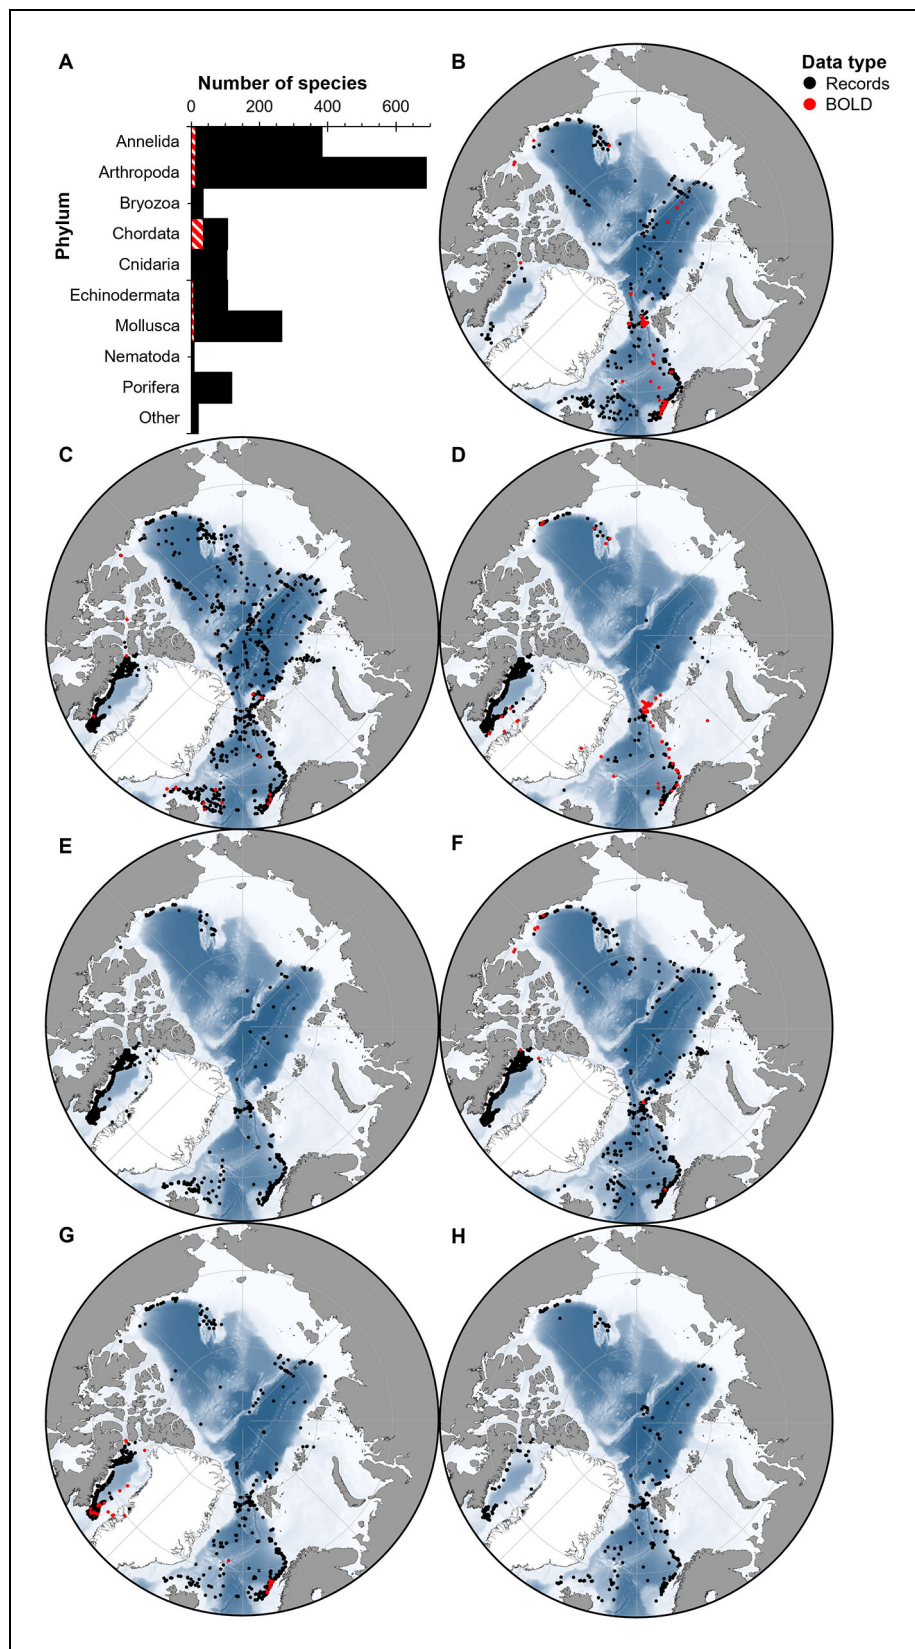 A
Number of species
0 200 400 600
Phylum
Annelida
Arthropoda
Bryozoa
Chordata
Cnidaria
Echinodermata
Mollusca
Nematoda
Porifera
Other
B
Data type
Records
BOLD
C
D
E
F
G
H